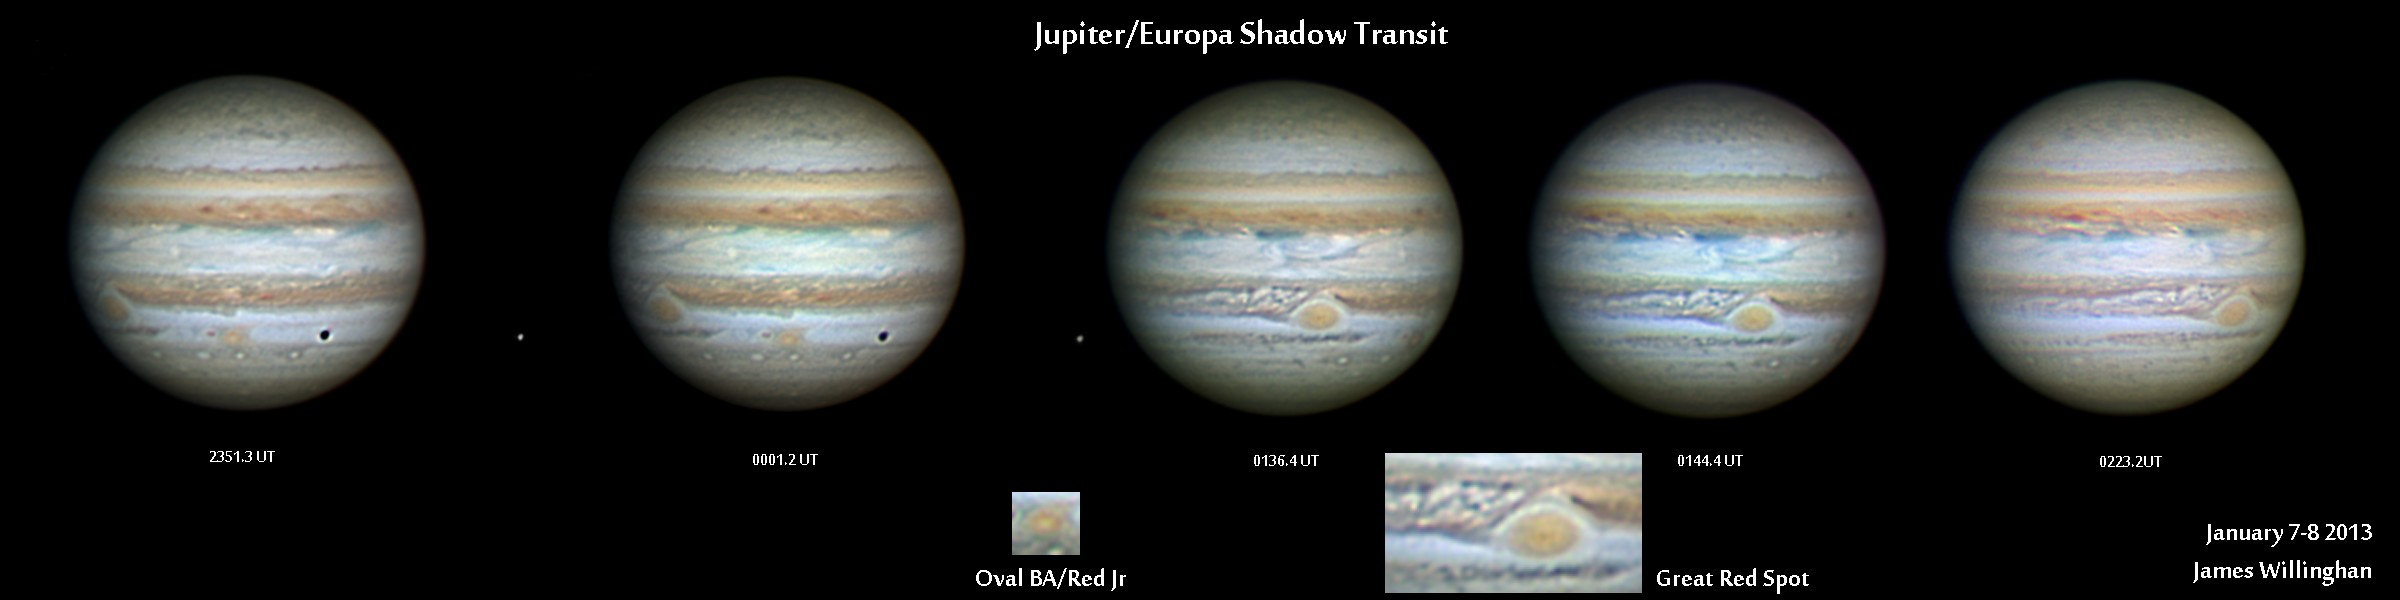 Jupiter/Europa Shadow Transit
2351.3 UT
0001.2 UT
0136.4 UT
0144.4 UT
0223.2UT
Oval BA/Red Jr
Great Red Spot
January 7-8 2013
James Willinghan